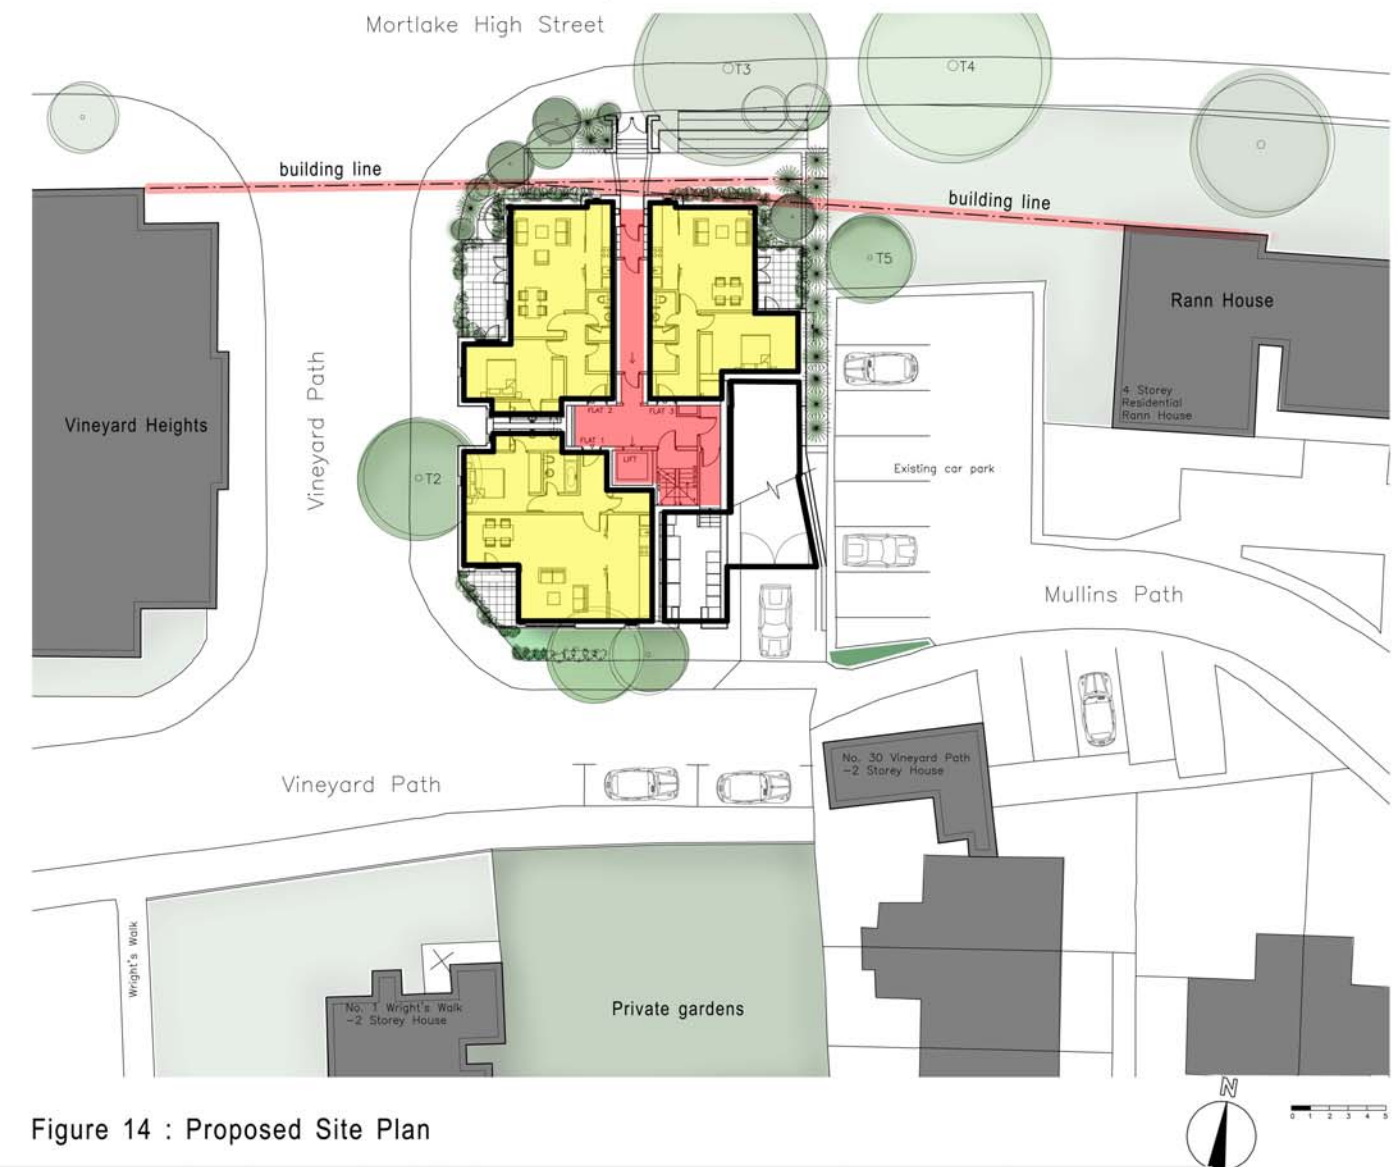 Mortlake High Street
T3
T4
building line
building line
T5
Rann House
4 Storey
Residential
Rann House
Vineyard Path
Vineyard Heights
FLAT 2
FLAT 3
FLAT 1
LIFT
T2
Existing car park
Mullins Path
Vineyard Path
No. 30 Vineyard Path
-2 Storey House
Wright's Walk
No. 1 Wright's Walk
-2 Storey House
Private gardens
N
0 1 2 3 4 5
Figure 14 : Proposed Site Plan